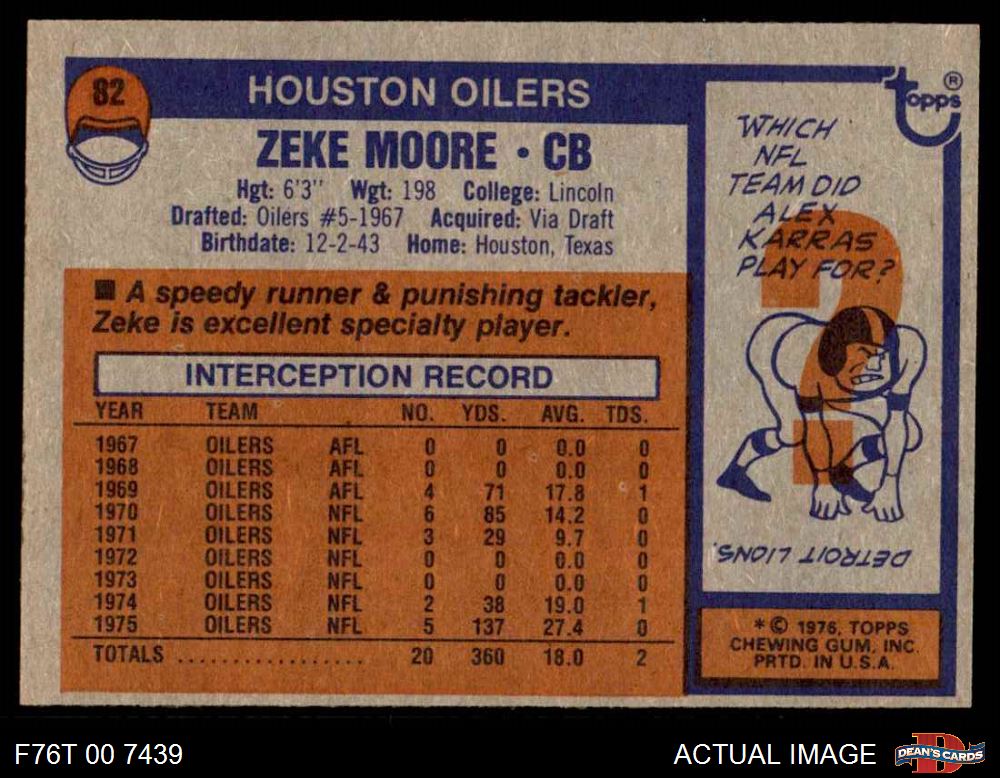 82
HOUSTON OILERS
ZEKE MOORE • CB
Hgt: 6'3" Wgt: 198 College: Lincoln
Drafted: Oilers #5-1967 Acquired: Via Draft
Birthdate: 12-2-43 Home: Houston, Texas
■ A speedy runner & punishing tackler,
Zeke is excellent specialty player.
INTERCEPTION RECORD
YEAR TEAM NO. YDS. AVG. TDS.
1967 OILERS AFL 0 0 0.0 0
1968 OILERS AFL 0 0 0.0 0
1969 OILERS AFL 4 71 17.8 1
1970 OILERS NFL 6 85 14.2 0
1971 OILERS NFL 3 29 9.7 0
1972 OILERS NFL 0 0 0.0 0
1973 OILERS NFL 0 0 0.0 0
1974 OILERS NFL 2 38 19.0 1
1975 OILERS NFL 5 137 27.4 0
TOTALS .................. 20 360 18.0 2
topps ®
WHICH
NFL
TEAM DID
ALEX
KARRAS
PLAY FOR?
?
DETROIT LIONS.
* © 1976, TOPPS
CHEWING GUM, INC.
PRTD. IN U.S.A.
F76T 00 7439
ACTUAL IMAGE
D
DEAN'S CARDS